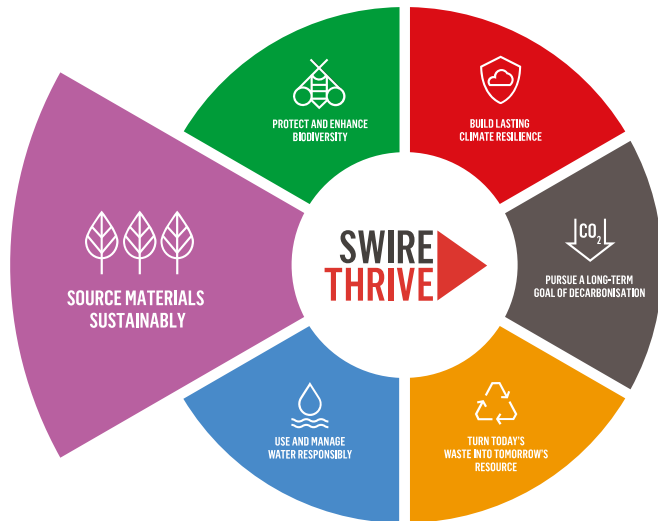 PROTECT AND ENHANCE
BIODIVERSITY
BUILD LASTING
CLIMATE RESILIENCE
SWIRE
THRIVE
CO2
PURSUE A LONG-TERM
GOAL OF DECARBONISATION
SOURCE MATERIALS
SUSTAINABLY
USE AND MANAGE
WATER RESPONSIBLY
TURN TODAY'S
WASTE INTO TOMORROW'S
RESOURCE